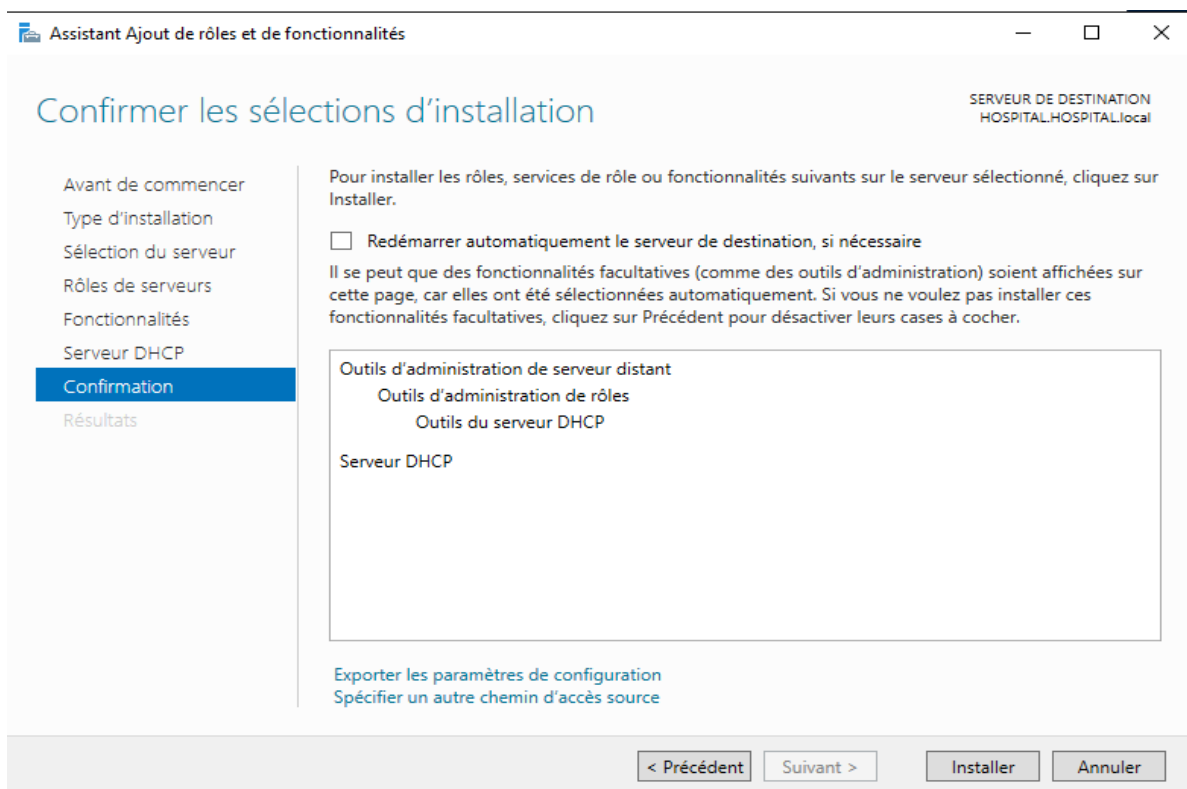 Assistant Ajout de rôles et de fonctionnalités
Confirmer les sélections d’installation
SERVEUR DE DESTINATION
HOSPITAL.HOSPITAL.local
Avant de commencer
Type d’installation
Sélection du serveur
Rôles de serveurs
Fonctionnalités
Serveur DHCP
Confirmation
Résultats
Pour installer les rôles, services de rôle ou fonctionnalités suivants sur le serveur sélectionné, cliquez sur
Installer.
Redémarrer automatiquement le serveur de destination, si nécessaire
Il se peut que des fonctionnalités facultatives (comme des outils d’administration) soient affichées sur
cette page, car elles ont été sélectionnées automatiquement. Si vous ne voulez pas installer ces
fonctionnalités facultatives, cliquez sur Précédent pour désactiver leurs cases à cocher.
Outils d’administration de serveur distant
Outils d’administration de rôles
Outils du serveur DHCP
Serveur DHCP
Exporter les paramètres de configuration
Spécifier un autre chemin d’accès source
< Précédent
Suivant >
Installer
Annuler